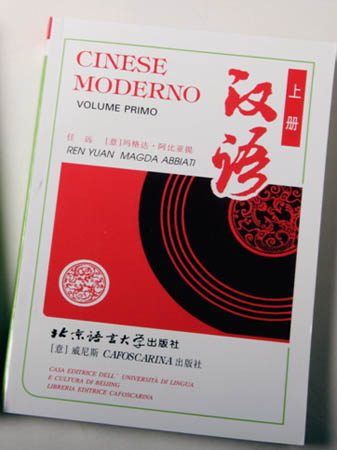 CINESE
MODERNO
VOLUME PRIMO
汉语
上册
任远 [意]玛格达·阿比亚提
REN YUAN MAGDA ABBIATI
北京语言大学出版社
[意] 威尼斯 CAFOSCARINA 出版社
CASA EDITRICE DELL' UNIVERSITÀ DI LINGUA
E CULTURA DI BEIJING
LIBRERIA EDITRICE CAFOSCARINA